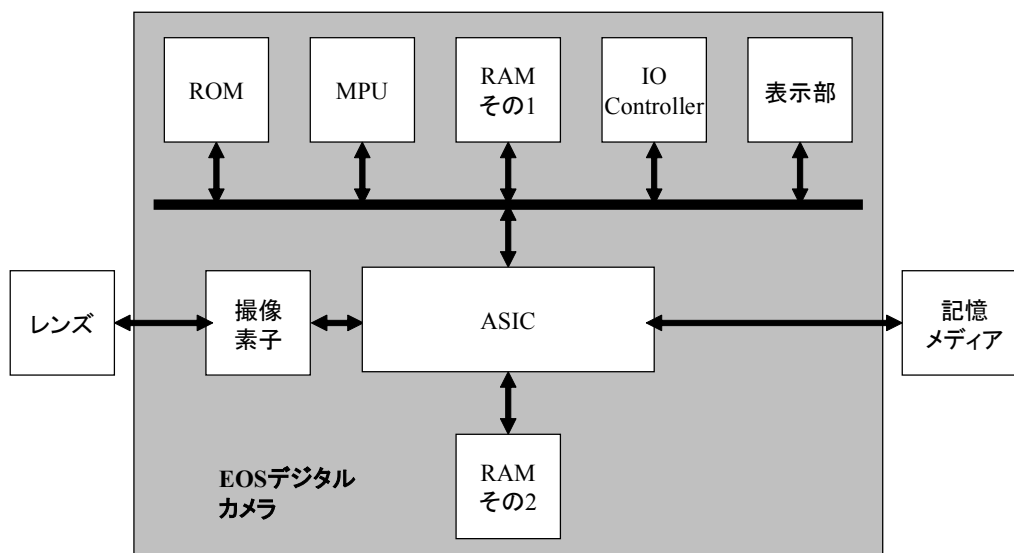 ROM
MPU
RAM
その1
IO
Controller
表示部
レンズ
撮像
素子
ASIC
記憶
メディア
RAM
その2
EOSデジタル
カメラ